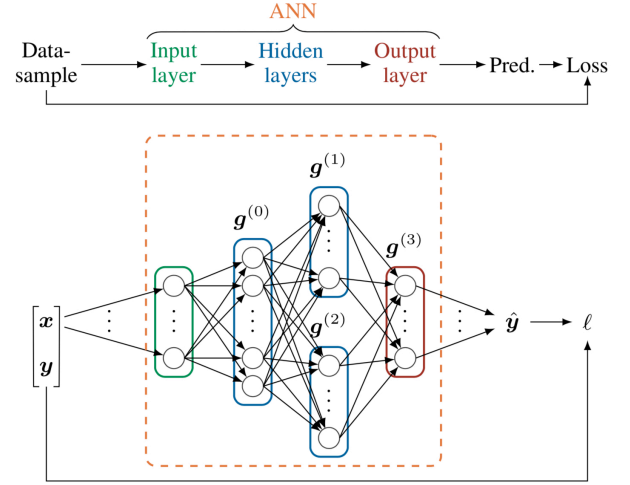 ANN
Data-
sample
Input
layer
Hidden
layers
Output
layer
Pred.
Loss
g⁽¹⁾
g⁽⁰⁾
g⁽³⁾
g⁽²⁾
x
y
ŷ
ℓ